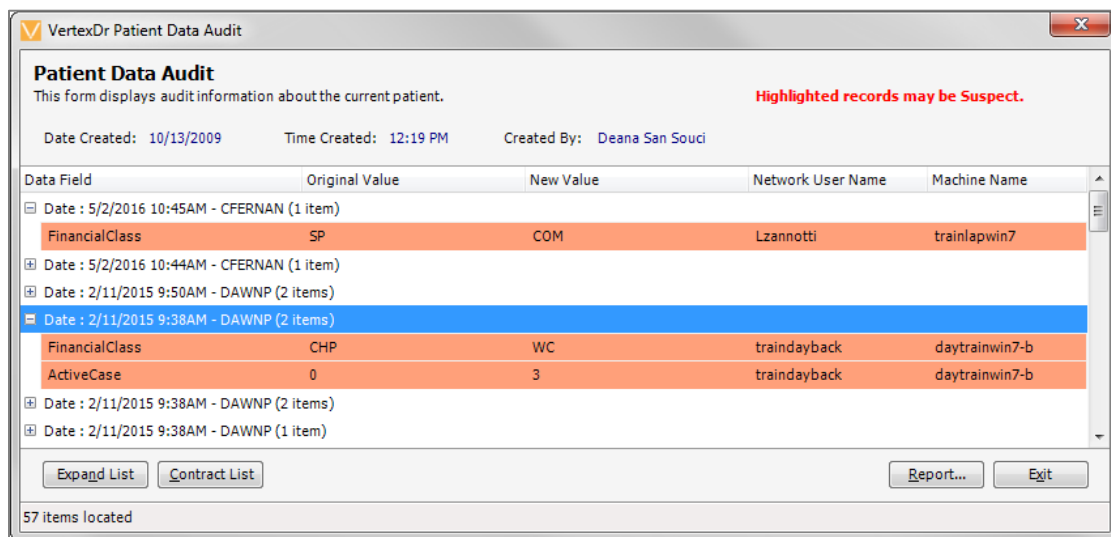 VertexDr Patient Data Audit
Patient Data Audit
This form displays audit information about the current patient.
Highlighted records may be Suspect.
Date Created: 10/13/2009 Time Created: 12:19 PM Created By: Deana San Souci
Data Field Original Value New Value Network User Name Machine Name
Date : 5/2/2016 10:45AM - CFERNAN (1 item)
FinancialClass SP COM Lzannotti trainlapwin7
Date : 5/2/2016 10:44AM - CFERNAN (1 item)
Date : 2/11/2015 9:50AM - DAWNP (2 items)
Date : 2/11/2015 9:38AM - DAWNP (2 items)
FinancialClass CHP WC traindayback daytrainwin7-b
ActiveCase 0 3 traindayback daytrainwin7-b
Date : 2/11/2015 9:38AM - DAWNP (2 items)
Date : 2/11/2015 9:38AM - DAWNP (1 item)
Expand List Contract List Report... Exit
57 items located